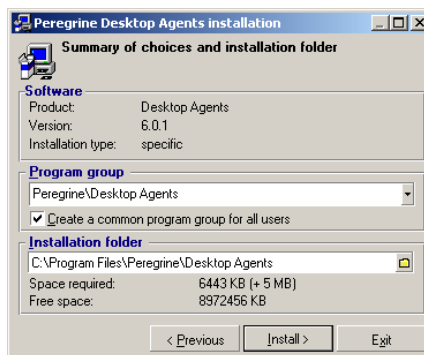 Peregrine Desktop Agents installation
Summary of choices and installation folder
Software
Product: Desktop Agents
Version: 6.0.1
Installation type: specific
Program group
Peregrine\Desktop Agents
Create a common program group for all users
Installation folder
C:\Program Files\Peregrine\Desktop Agents
Space required: 6443 KB (+ 5 MB)
Free space: 8972456 KB
< Previous Install > Exit